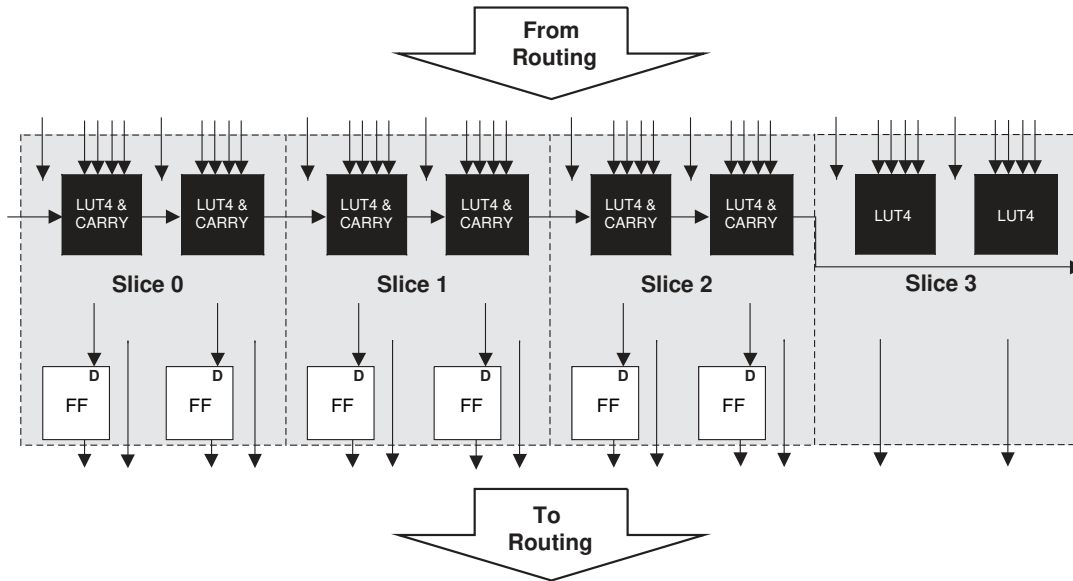 From
Routing
LUT4 &
CARRY
LUT4 &
CARRY
LUT4 &
CARRY
LUT4 &
CARRY
LUT4 &
CARRY
LUT4 &
CARRY
LUT4
LUT4
Slice 0
Slice 1
Slice 2
Slice 3
D
FF
D
FF
D
FF
D
FF
D
FF
D
FF
To
Routing